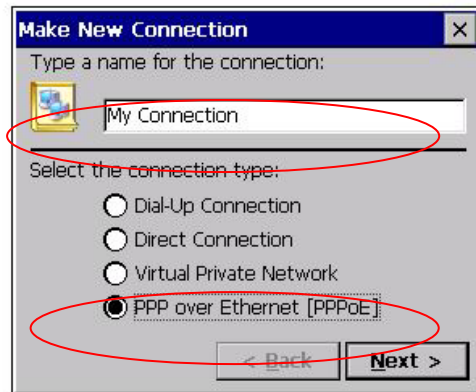 Make New Connection
Type a name for the connection:
My Connection
Select the connection type:
Dial-Up Connection
Direct Connection
Virtual Private Network
PPP over Ethernet [PPPoE]
< Back Next >